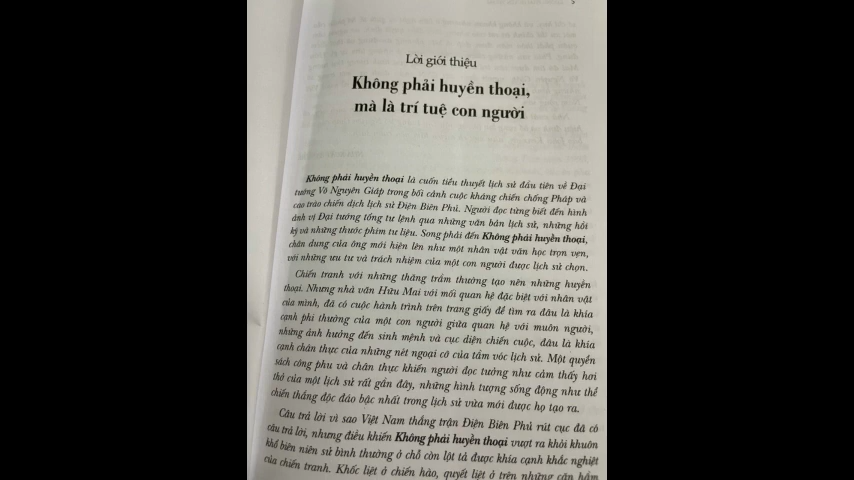 Lời giới thiệu
Không phải huyền thoại,
mà là trí tuệ con người
Không phải huyền thoại là cuốn tiểu thuyết lịch sử đầu tiên về Đại
tướng Võ Nguyên Giáp trong bối cảnh cuộc kháng chiến chống Pháp và
cao trào chiến dịch lịch sử Điện Biên Phủ. Người đọc từng biết đến hình
ảnh vị Đại tướng tổng tư lệnh qua những văn bản lịch sử, những hồi
ký và những thước phim tư liệu. Song phải đến Không phải huyền thoại,
chân dung của ông mới hiện lên như một nhân vật văn học trọn vẹn,
với những ưu tư và trách nhiệm của một con người được lịch sử chọn.
Chiến tranh với những thăng trầm thường tạo nên những huyền
thoại. Nhưng nhà văn Hữu Mai với mối quan hệ đặc biệt với nhân vật
của mình, đã có cuộc hành trình trên trang giấy để tìm ra đâu là khía
cạnh phi thường của một con người giữa quan hệ với muôn người,
những ảnh hưởng đến sinh mệnh và cục diện chiến cuộc, đâu là khía
cạnh chân thực của những nét ngoại cỡ của tầm vóc lịch sử. Một quyển
sách công phu và chân thực khiến người đọc tưởng như cảm thấy hơi
thở của một lịch sử rất gần đây, những hình tượng sống động như thể
chiến thắng độc đáo bậc nhất trong lịch sử vừa mới được họ tạo ra.
Câu trả lời vì sao Việt Nam thắng trận Điện Biên Phủ rút cục đã có
câu trả lời, nhưng điều khiến Không phải huyền thoại vượt ra khỏi khuôn
khổ biên niên sử bình thường ở chỗ còn lột tả được khía cạnh khắc nghiệt
của chiến tranh. Khốc liệt ở chiến hào, quyết liệt ở trên những căn hầm